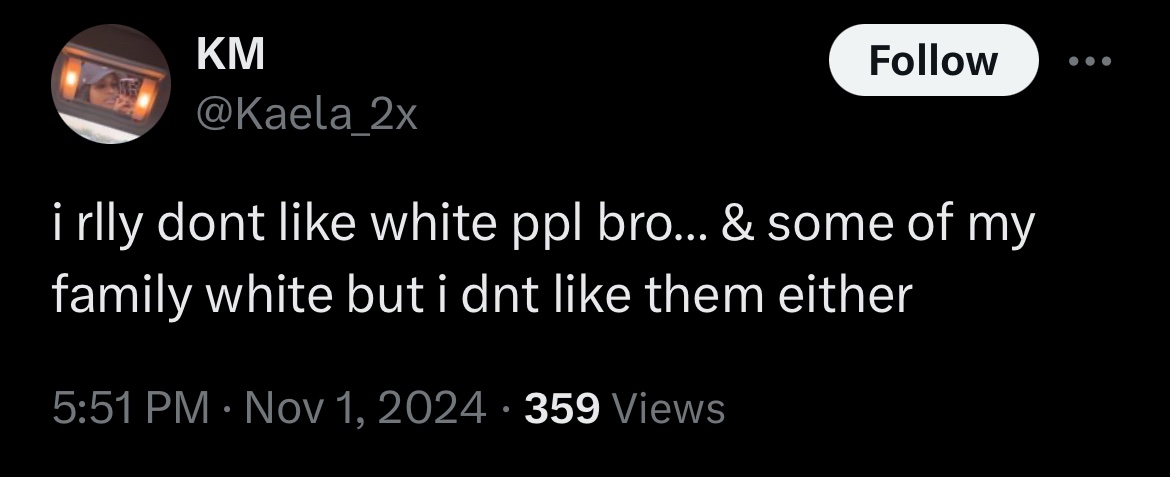 KM
Follow
@Kaela_2x
i rlly dont like white ppl bro... & some of my
family white but i dnt like them either
5:51 PM · Nov 1, 2024 · 359 Views